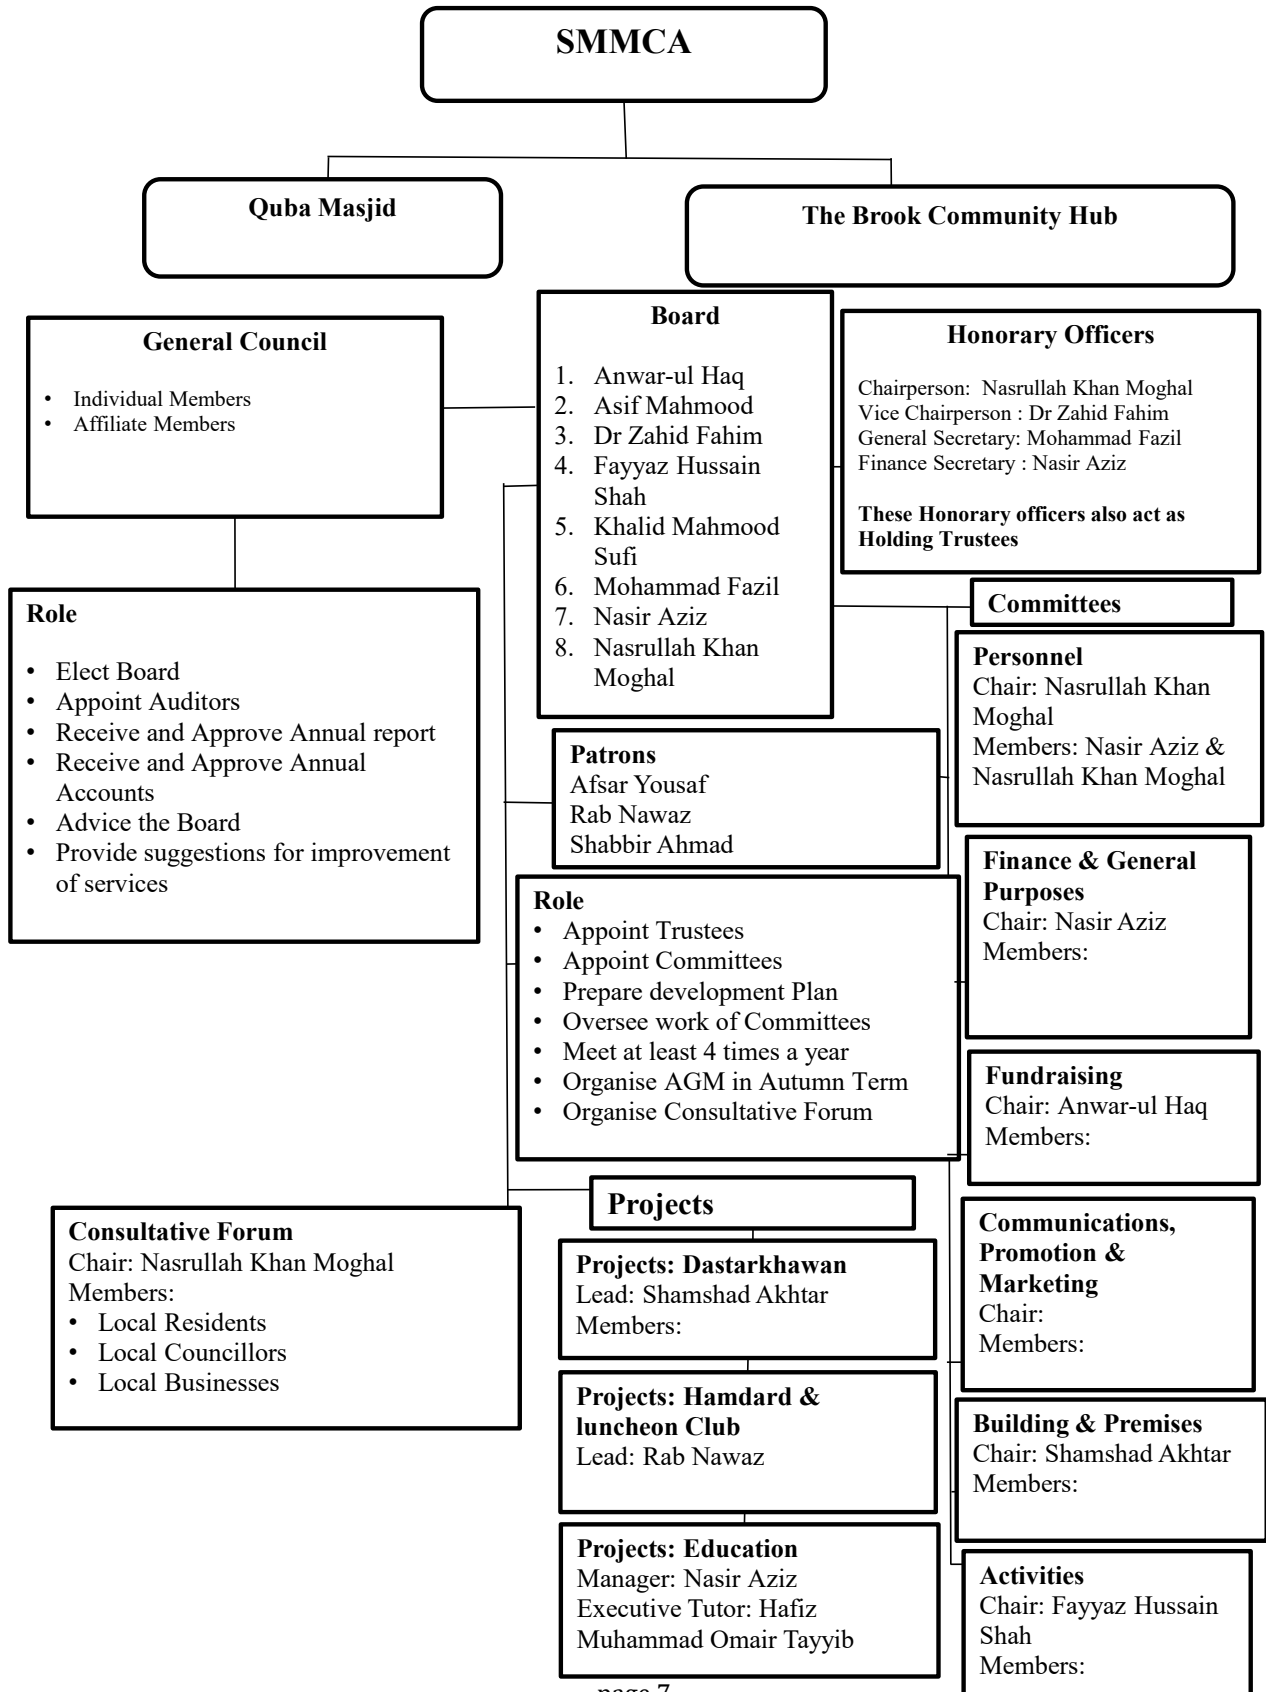 SMMCA
Quba Masjid
The Brook Community Hub
General Council
• Individual Members
• Affiliate Members
Board
1. Anwar-ul Haq
2. Asif Mahmood
3. Dr Zahid Fahim
4. Fayyaz Hussain
Shah
5. Khalid Mahmood
Sufi
6. Mohammad Fazil
7. Nasir Aziz
8. Nasrullah Khan
Moghal
Honorary Officers
Chairperson: Nasrullah Khan Moghal
Vice Chairperson : Dr Zahid Fahim
General Secretary: Mohammad Fazil
Finance Secretary : Nasir Aziz
These Honorary officers also act as
Holding Trustees
Role
• Elect Board
• Appoint Auditors
• Receive and Approve Annual report
• Receive and Approve Annual
Accounts
• Advice the Board
• Provide suggestions for improvement
of services
Committees
Personnel
Chair: Nasrullah Khan
Moghal
Members: Nasir Aziz &
Nasrullah Khan Moghal
Patrons
Afsar Yousaf
Rab Nawaz
Shabbir Ahmad
Finance & General
Purposes
Chair: Nasir Aziz
Members:
Role
• Appoint Trustees
• Appoint Committees
• Prepare development Plan
• Oversee work of Committees
• Meet at least 4 times a year
• Organise AGM in Autumn Term
• Organise Consultative Forum
Fundraising
Chair: Anwar-ul Haq
Members:
Projects
Consultative Forum
Chair: Nasrullah Khan Moghal
Members:
• Local Residents
• Local Councillors
• Local Businesses
Projects: Dastarkhawan
Lead: Shamshad Akhtar
Members:
Communications,
Promotion &
Marketing
Chair:
Members:
Projects: Hamdard &
luncheon Club
Lead: Rab Nawaz
Building & Premises
Chair: Shamshad Akhtar
Members:
Projects: Education
Manager: Nasir Aziz
Executive Tutor: Hafiz
Muhammad Omair Tayyib
Activities
Chair: Fayyaz Hussain
Shah
Members:
page 7